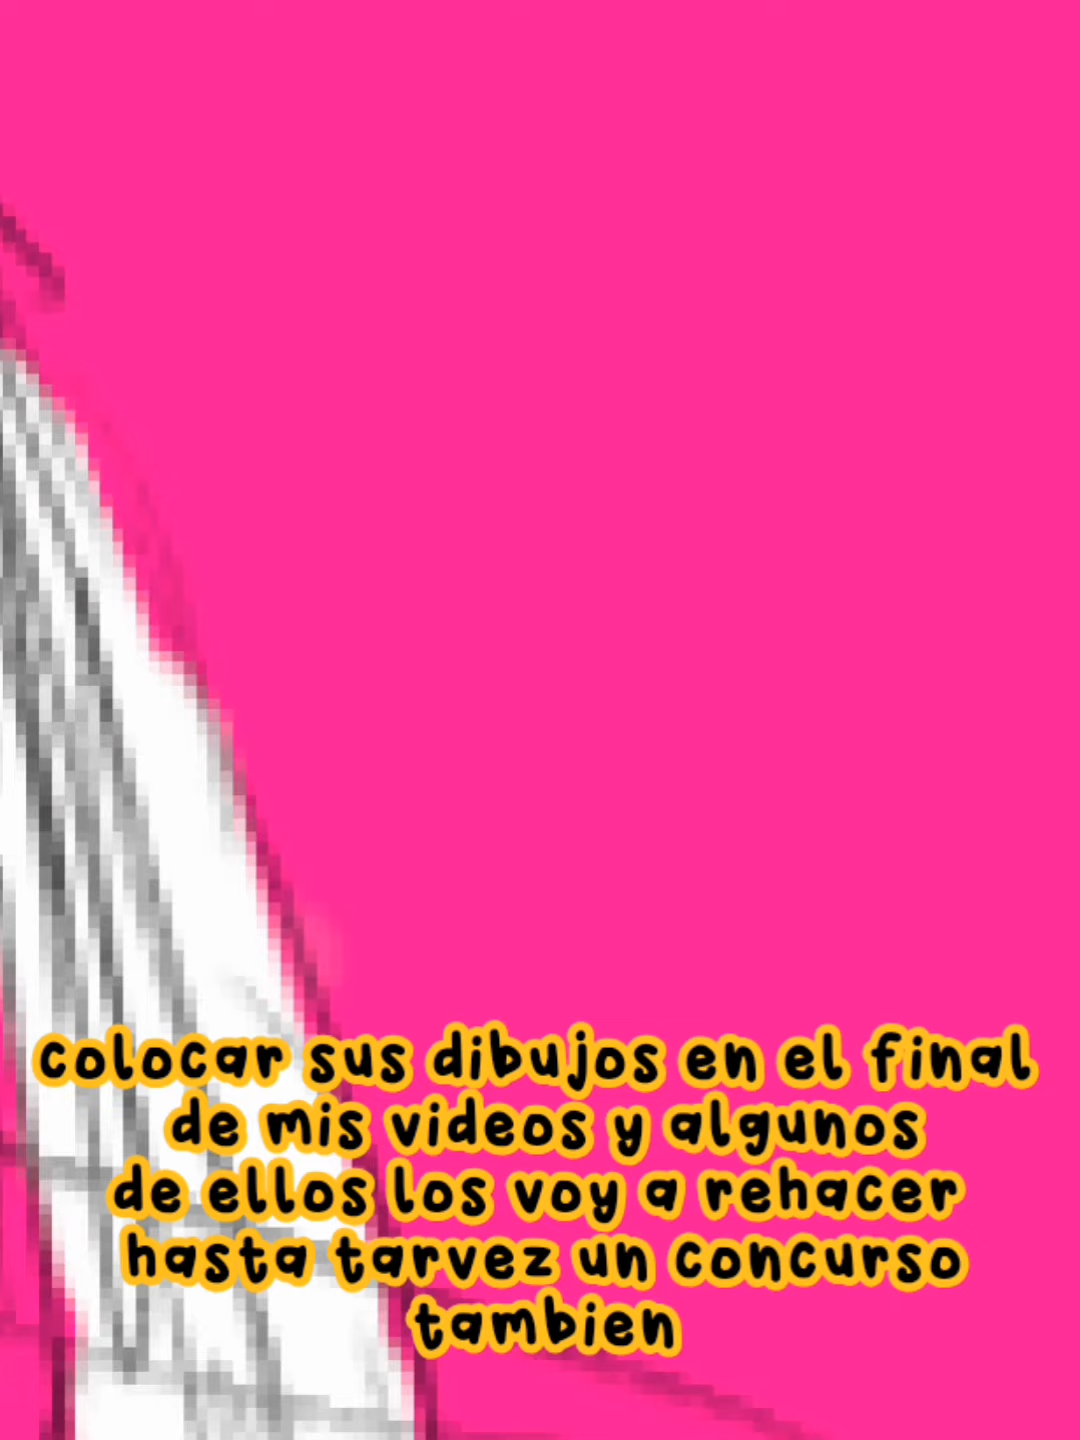 colocar sus dibujos en el final
de mis videos y algunos
de ellos los voy a rehacer
hasta tarvez un concurso
tambien